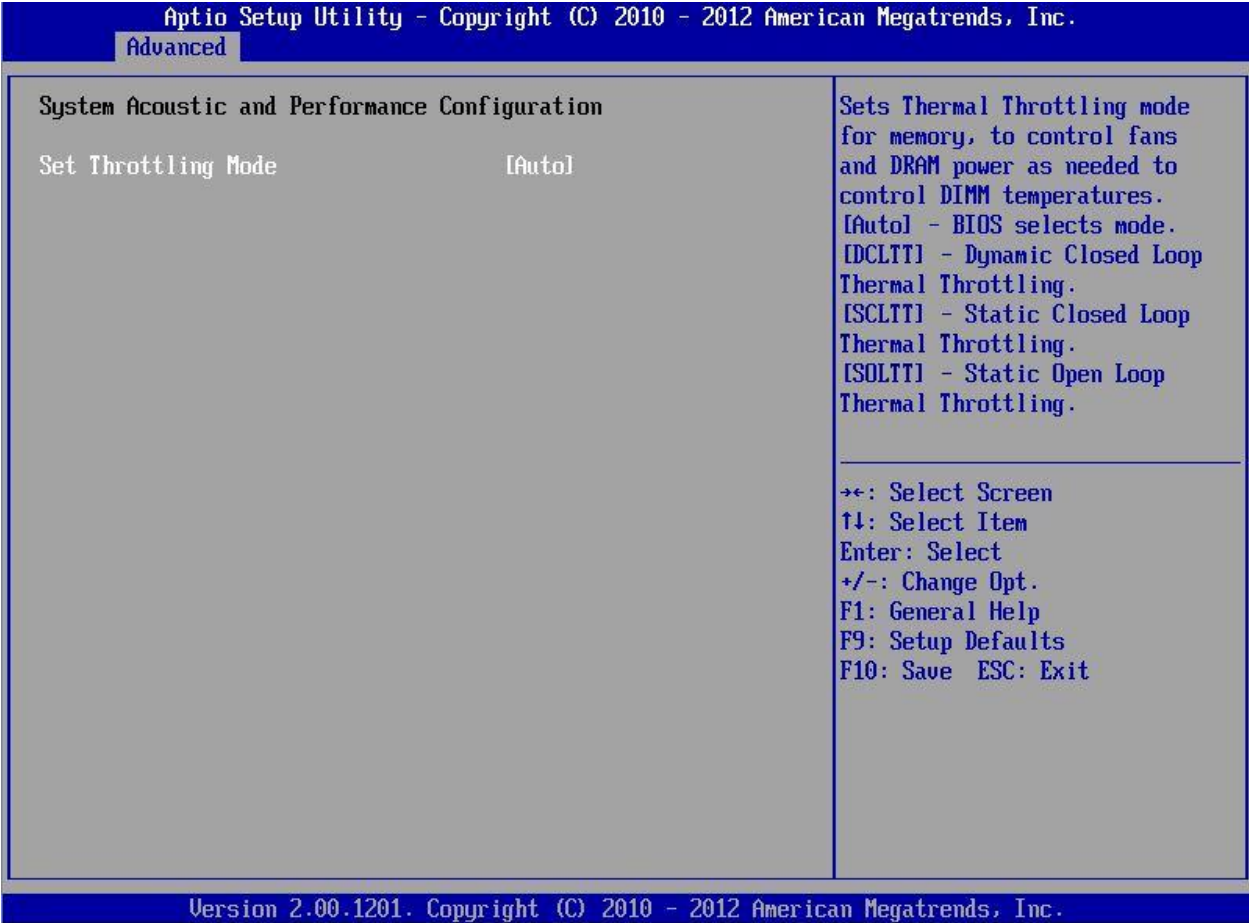 Aptio Setup Utility - Copyright (C) 2010 - 2012 American Megatrends, Inc.
Advanced
System Acoustic and Performance Configuration
Set Throttling Mode [Auto]
Sets Thermal Throttling mode
for memory, to control fans
and DRAM power as needed to
control DIMM temperatures.
[Auto] - BIOS selects mode.
[DCLTT] - Dynamic Closed Loop
Thermal Throttling.
[SCLTT] - Static Closed Loop
Thermal Throttling.
[SOLTT] - Static Open Loop
Thermal Throttling.
→←: Select Screen
↑↓: Select Item
Enter: Select
+/-: Change Opt.
F1: General Help
F9: Setup Defaults
F10: Save ESC: Exit
Version 2.00.1201. Copyright (C) 2010 - 2012 American Megatrends, Inc.